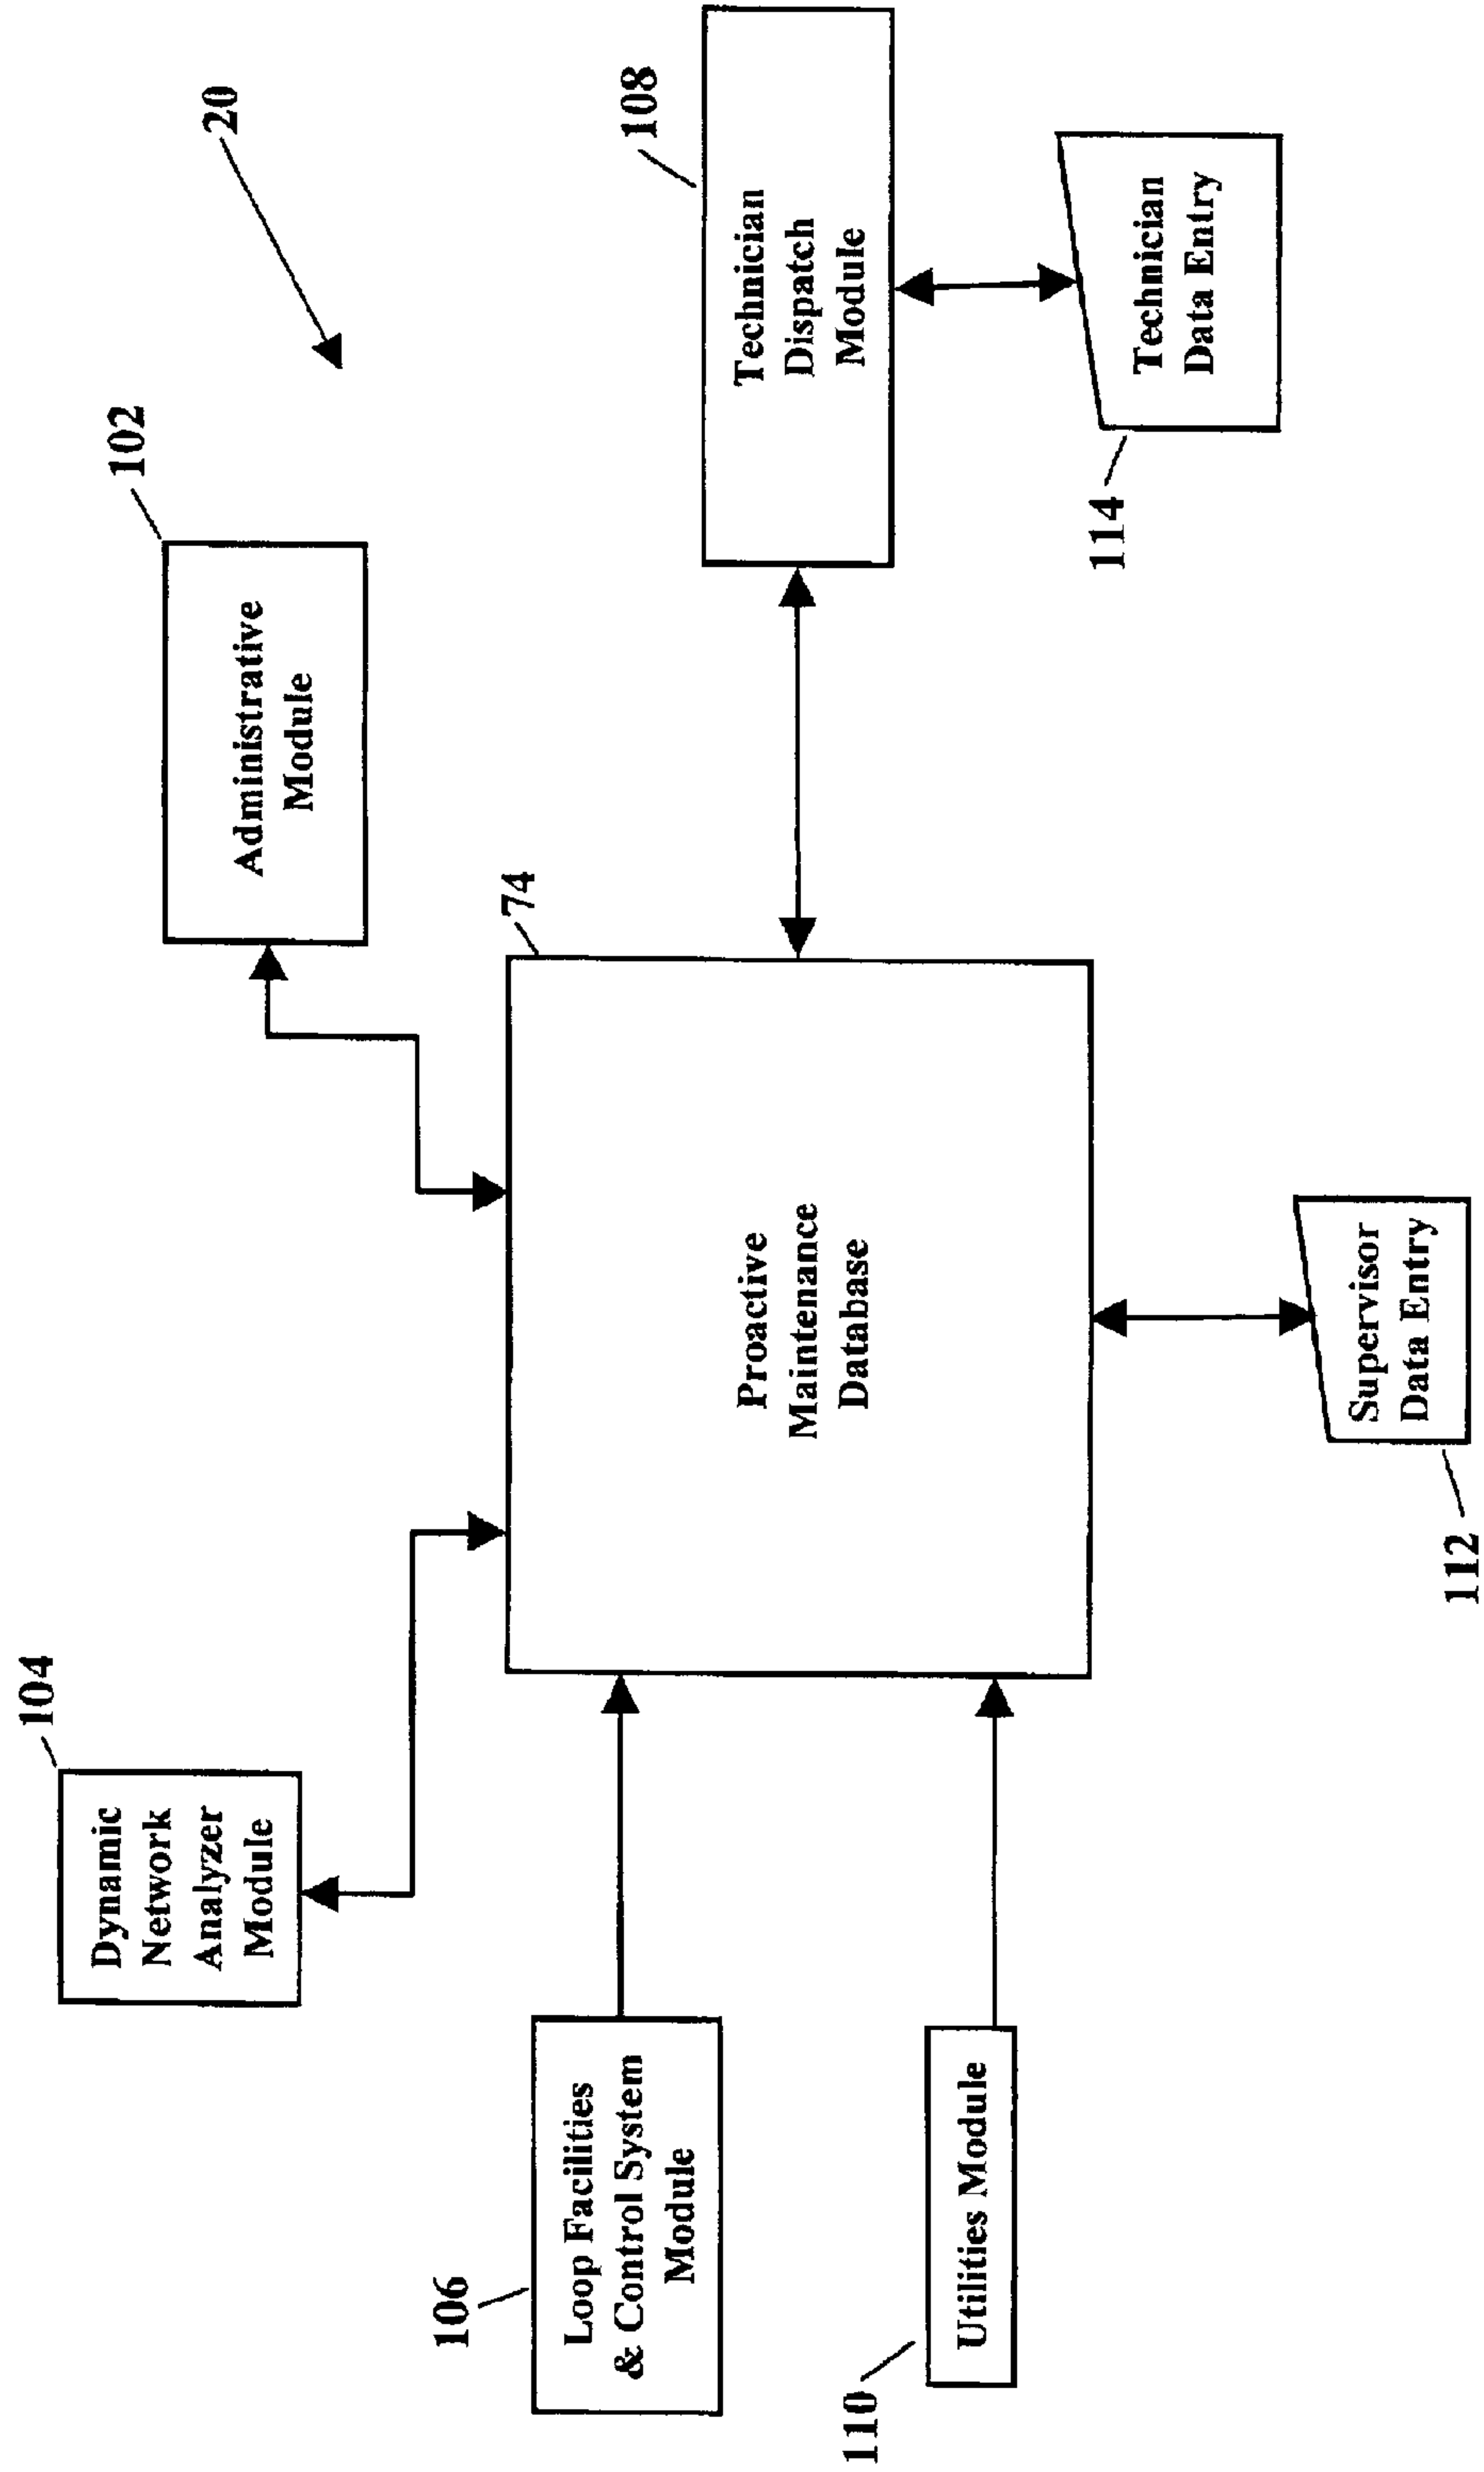 20
104
Dynamic
Network
Analyzer
Module
102
Administrative
Module
106
Loop Facilities
& Control System
Module
74
Proactive
Maintenance
Database
108
Technician
Dispatch
Module
110
Utilities Module
112
Supervisor
Data Entry
114
Technician
Data Entry